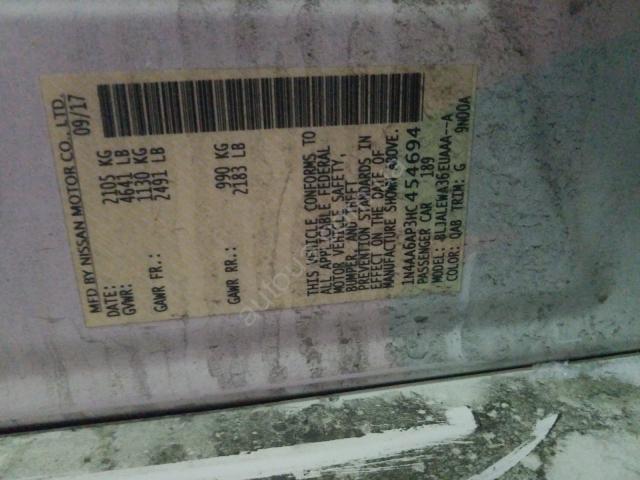 MFD BY NISSAN MOTOR CO., LTD.
DATE: 09/17
GVWR: 2105 KG
4641 LB
GAWR FR.: 1130 KG
2491 LB
GAWR RR.: 990 KG
2183 LB
THIS VEHICLE CONFORMS TO
ALL APPLICABLE FEDERAL
MOTOR VEHICLE SAFETY,
BUMPER, AND THEFT
PREVENTION STANDARDS IN
EFFECT ON THE DATE OF
MANUFACTURE SHOWN ABOVE.
1N4AA6AP3HC454694
PASSENGER CAR 189
MODEL: BLJALEWA36EUAAA--A
COLOR: QAB TRIM: G 9N00A